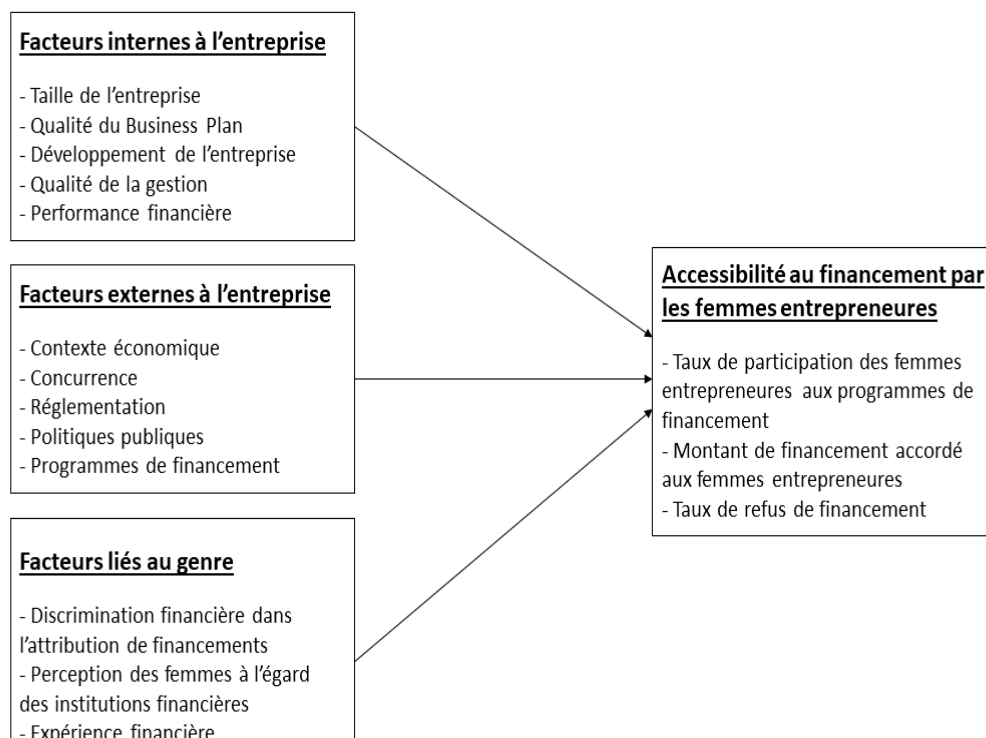 Facteurs internes à l'entreprise
- Taille de l'entreprise
- Qualité du Business Plan
- Développement de l'entreprise
- Qualité de la gestion
- Performance financière
Facteurs externes à l'entreprise
- Contexte économique
- Concurrence
- Réglementation
- Politiques publiques
- Programmes de financement
Facteurs liés au genre
- Discrimination financière dans
l'attribution de financements
- Perception des femmes à l'égard
des institutions financières
- Expérience financière
Accessibilité au financement par
les femmes entrepreneures
- Taux de participation des femmes
entrepreneures aux programmes de
financement
- Montant de financement accordé
aux femmes entrepreneures
- Taux de refus de financement